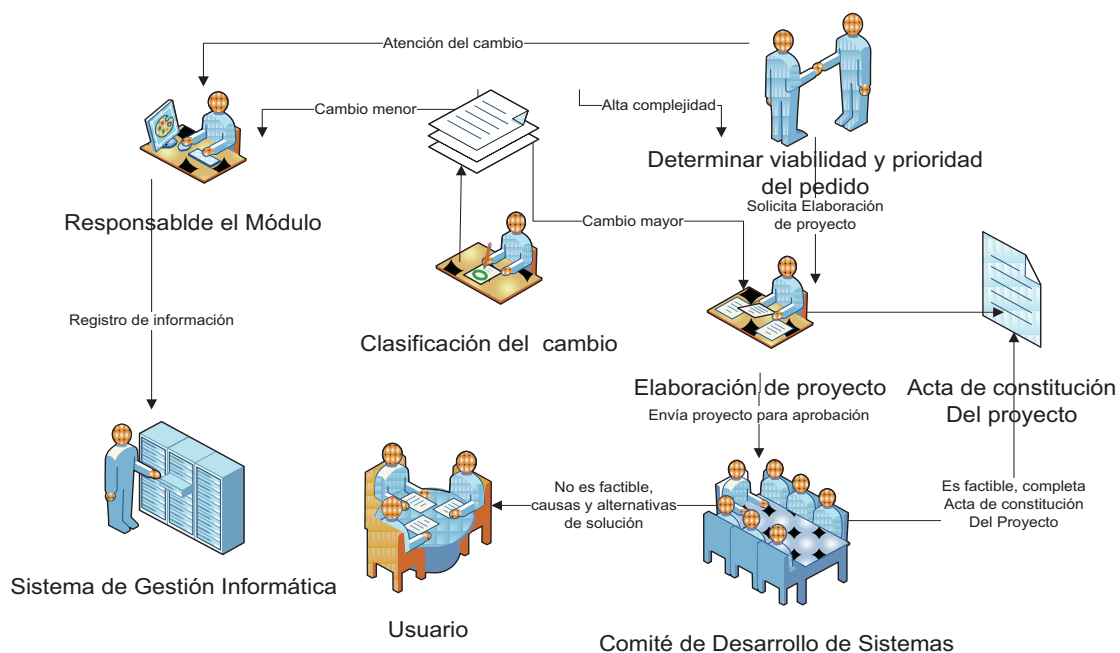 Atención del cambio
Cambio menor
Alta complejidad
Determinar viabilidad y prioridad
del pedido
Solicita Elaboración
de proyecto
Responsablde el Módulo
Cambio mayor
Registro de información
Clasificación del  cambio
Elaboración de proyecto
Envía proyecto para aprobación
Acta de constitución
Del proyecto
No es factible,
causas y alternativas
de solución
Es factible, completa
Acta de constitución
Del Proyecto
Sistema de Gestión Informática
Usuario
Comité de Desarrollo de Sistemas